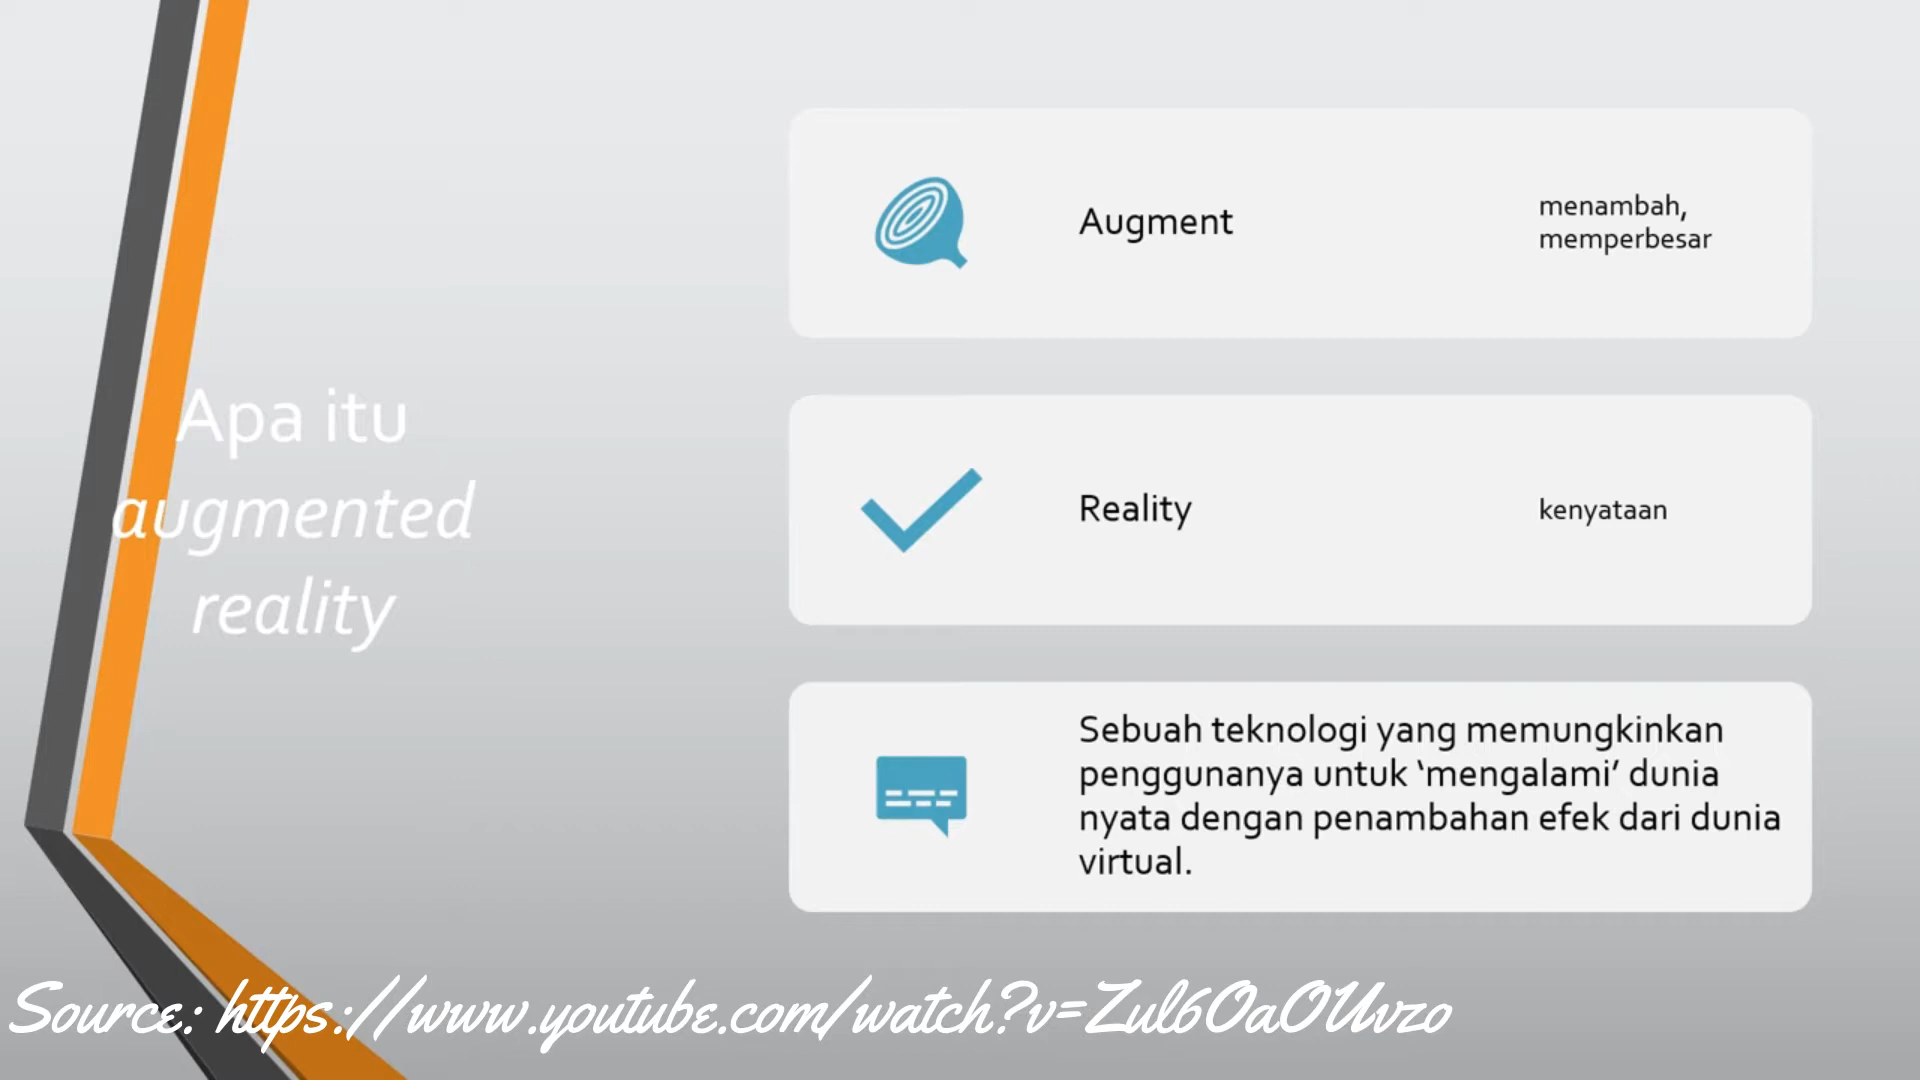 Apa itu
augmented
reality
Augment
menambah,
memperbesar
Reality
kenyataan
Sebuah teknologi yang memungkinkan
penggunanya untuk ‘mengalami’ dunia
nyata dengan penambahan efek dari dunia
virtual.
Source: https://www.youtube.com/watch?v=Zul6OaOUvzo